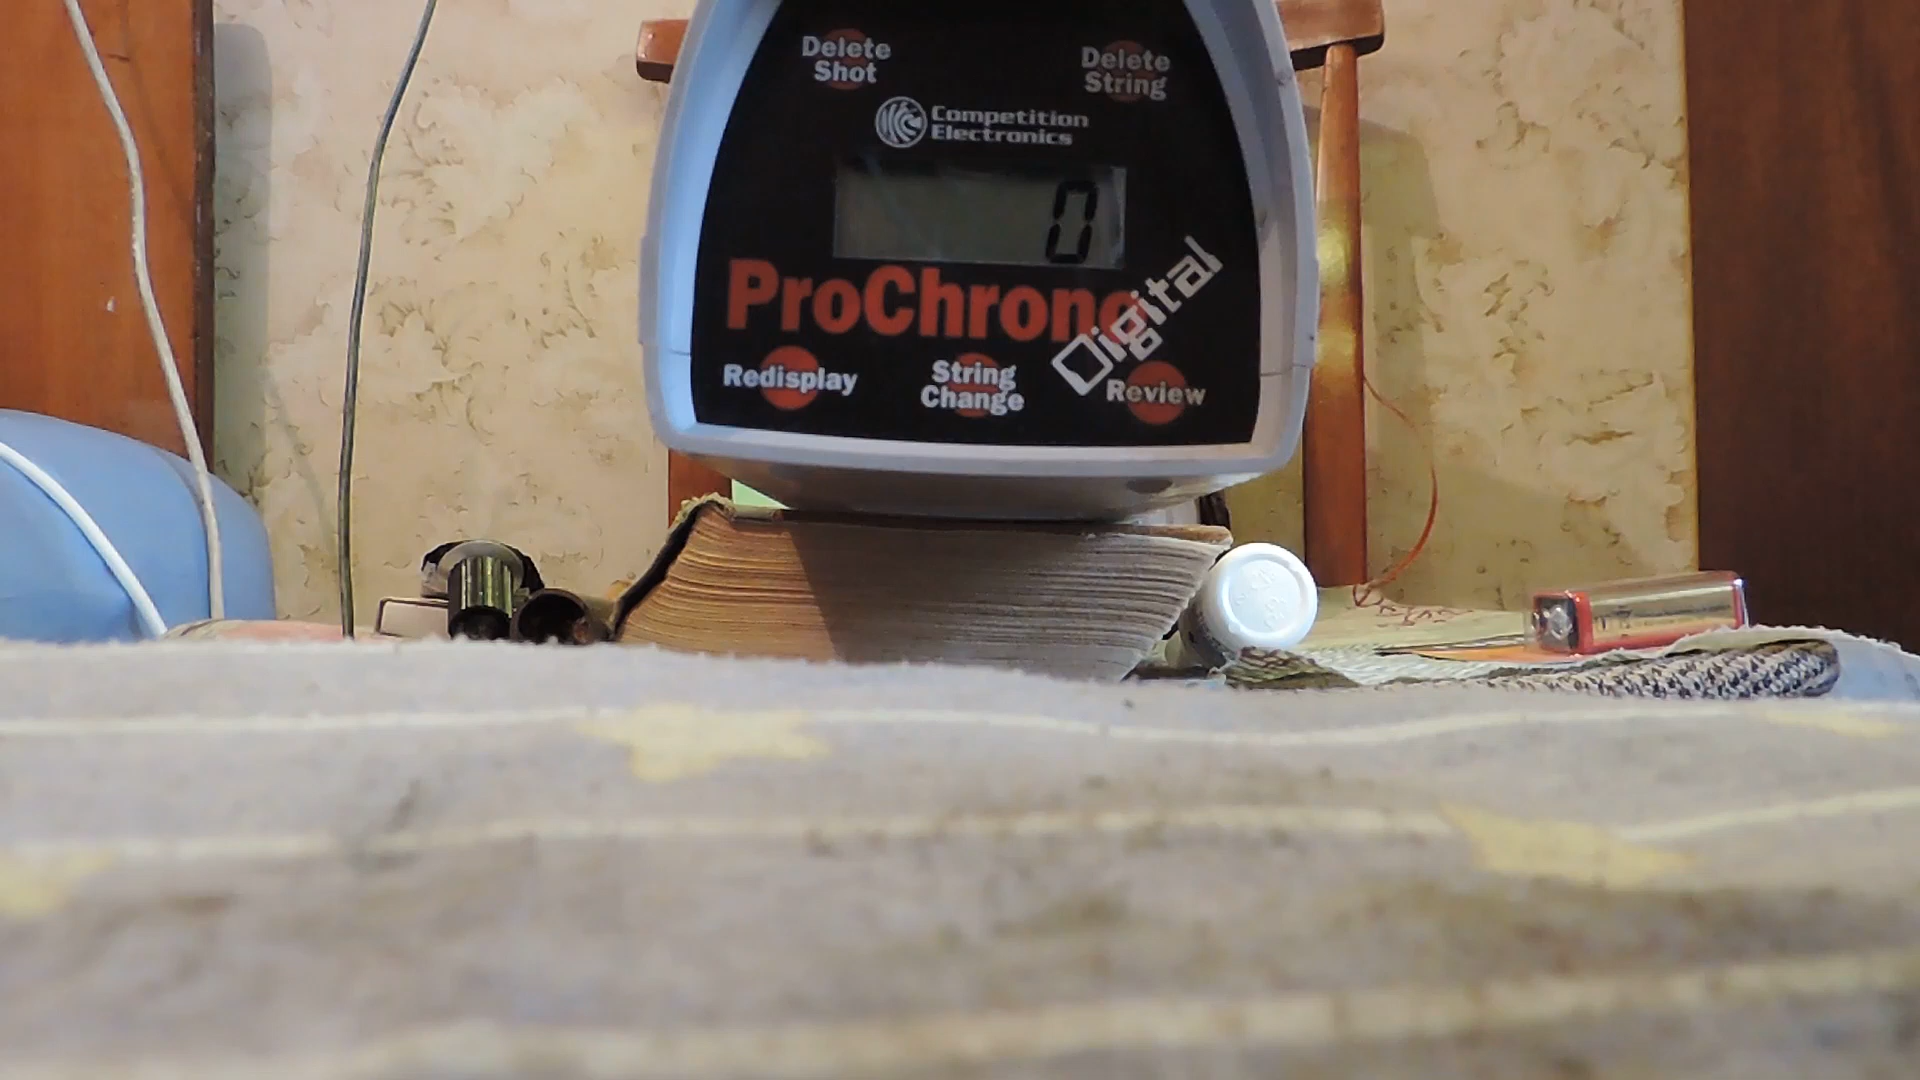 Delete
Shot
Delete
String
Competition
Electronics
0
ProChrono
Digital
Redisplay
String
Change
Review